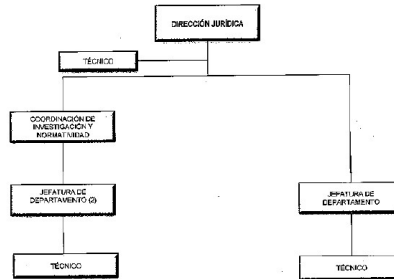 DIRECCIÓN JURÍDICA
TÉCNICO
COORDINACIÓN DE
INVESTIGACIÓN Y
NORMATIVIDAD
JEFATURA DE
DEPARTAMENTO (2)
JEFATURA DE
DEPARTAMENTO
TÉCNICO
TÉCNICO